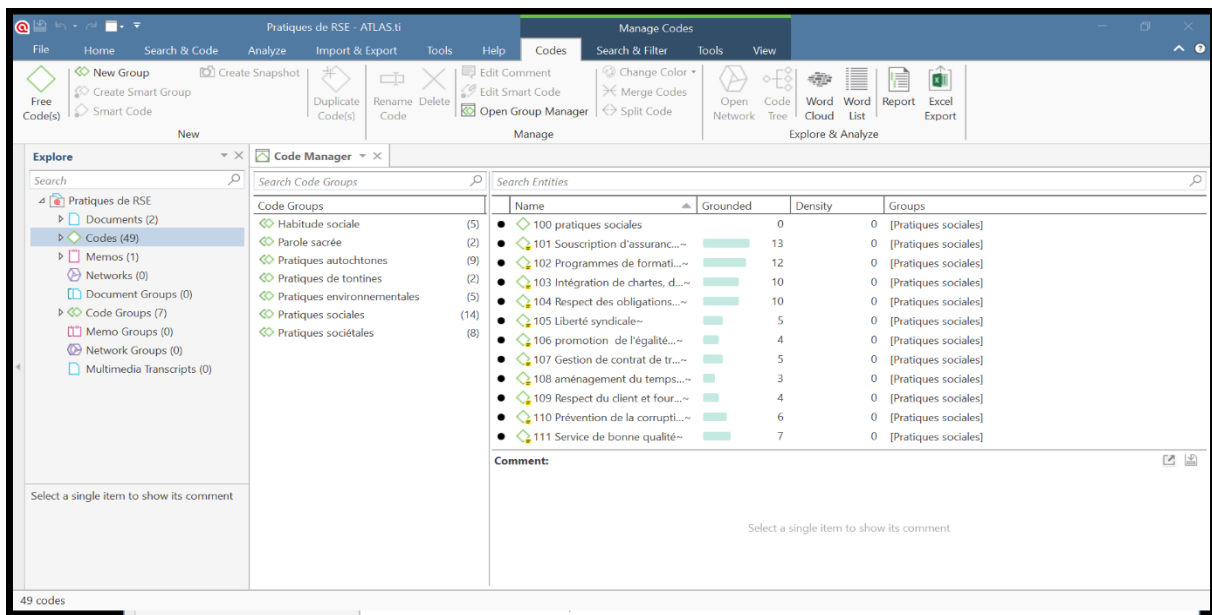 Pratiques de RSE - ATLAS.ti
Manage Codes
File Home Search & Code Analyze Import & Export Tools Help Codes Search & Filter Tools View
Free Code(s)
New Group
Create Smart Group
Smart Code
Create Snapshot
New
Duplicate Code(s)
Rename Code
Delete
Edit Comment
Edit Smart Code
Open Group Manager
Change Color
Merge Codes
Split Code
Manage
Open Network
Code Tree
Word Cloud
Word List
Report
Excel Export
Explore & Analyze
Explore
Search
Pratiques de RSE
Documents (2)
Codes (49)
Memos (1)
Networks (0)
Document Groups (0)
Code Groups (7)
Memo Groups (0)
Network Groups (0)
Multimedia Transcripts (0)
Select a single item to show its comment
Code Manager
Search Code Groups
Code Groups
Habitude sociale (5)
Parole sacrée (2)
Pratiques autochtones (9)
Pratiques de tontines (2)
Pratiques environnementales (5)
Pratiques sociales (14)
Pratiques sociétales (8)
Search Entities
Name Grounded Density Groups
100 pratiques sociales 0 0 [Pratiques sociales]
101 Souscription d'assuranc...~ 13 0 [Pratiques sociales]
102 Programmes de formati...~ 12 0 [Pratiques sociales]
103 Intégration de chartes, d...~ 10 0 [Pratiques sociales]
104 Respect des obligations...~ 10 0 [Pratiques sociales]
105 Liberté syndicale~ 5 0 [Pratiques sociales]
106 promotion de l'égalité...~ 4 0 [Pratiques sociales]
107 Gestion de contrat de tr...~ 5 0 [Pratiques sociales]
108 aménagement du temps...~ 3 0 [Pratiques sociales]
109 Respect du client et four...~ 4 0 [Pratiques sociales]
110 Prévention de la corrupti...~ 6 0 [Pratiques sociales]
111 Service de bonne qualité~ 7 0 [Pratiques sociales]
Comment:
Select a single item to show its comment
49 codes